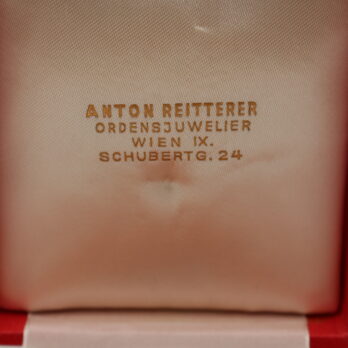 ANTON REITTERER
ORDENSJUWELIER
WIEN IX.
SCHUBERTG. 24